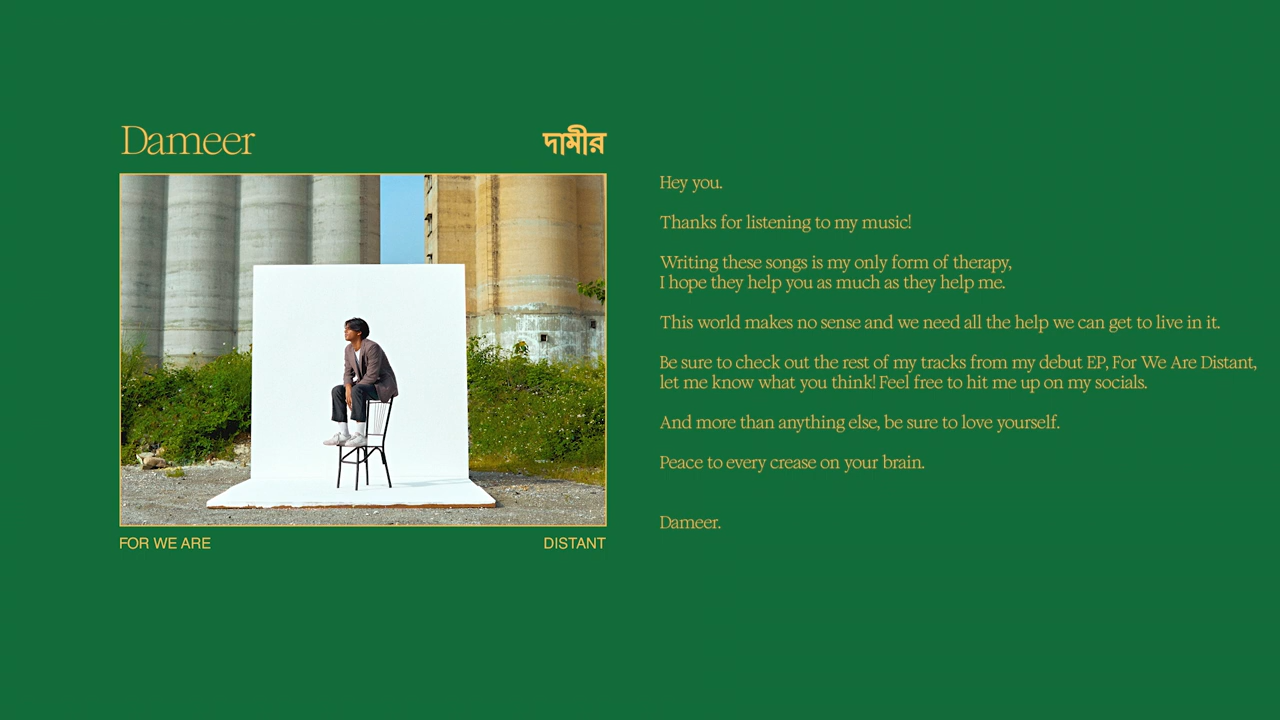 Dameer
দামীর
FOR WE ARE
DISTANT
Hey you.
Thanks for listening to my music!
Writing these songs is my only form of therapy,
I hope they help you as much as they help me.
This world makes no sense and we need all the help we can get to live in it.
Be sure to check out the rest of my tracks from my debut EP, For We Are Distant,
let me know what you think! Feel free to hit me up on my socials.
And more than anything else, be sure to love yourself.
Peace to every crease on your brain.
Dameer.